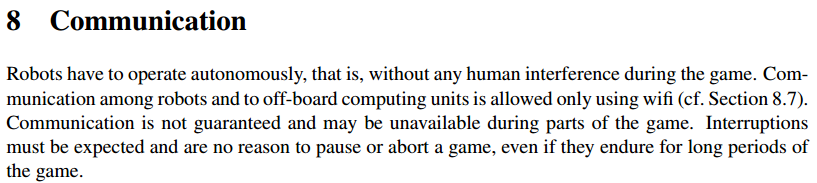 8 Communication
Robots have to operate autonomously, that is, without any human interference during the game. Com-
munication among robots and to off-board computing units is allowed only using wifi (cf. Section 8.7).
Communication is not guaranteed and may be unavailable during parts of the game. Interruptions
must be expected and are no reason to pause or abort a game, even if they endure for long periods of
the game.